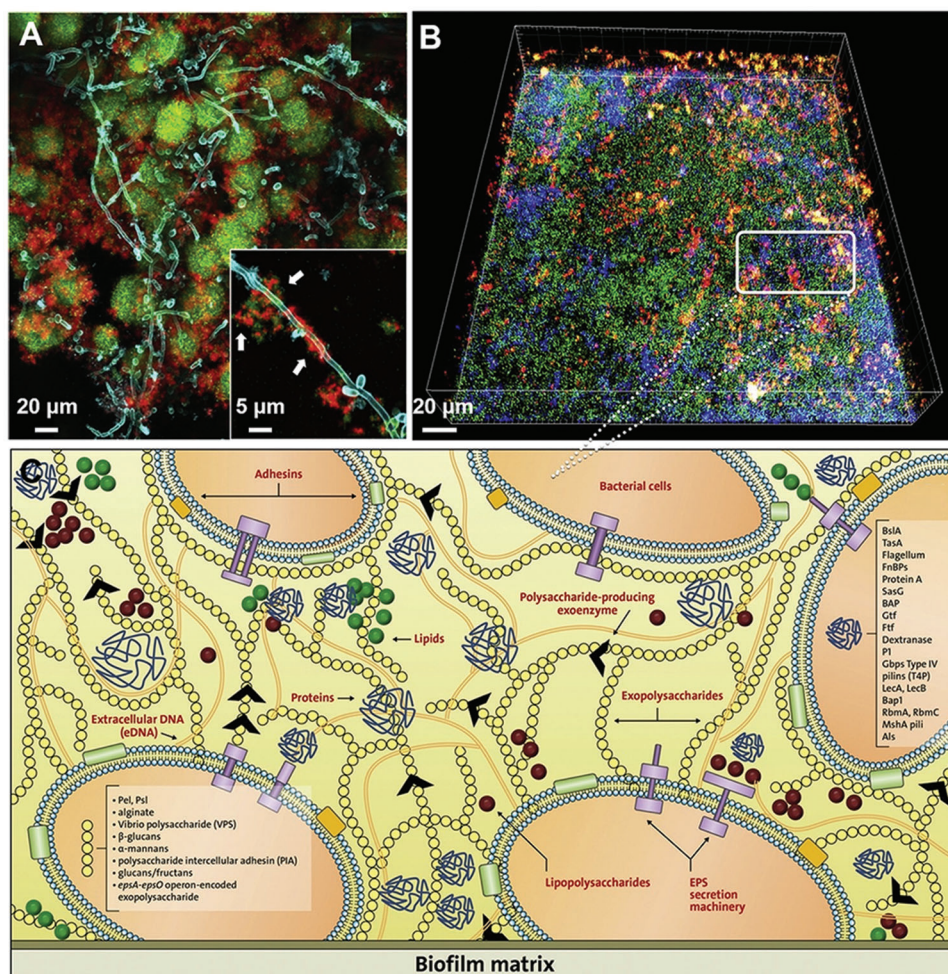 A
B
20 µm
5 µm
20 µm
C
Adhesins
Bacterial cells
BslA
TasA
Flagellum
FnBPs
Protein A
SasG
BAP
Gtf
Ftf
Dextranase
P1
Gbps Type IV
pilins (T4P)
LecA, LecB
Bap1
RbmA, RbmC
MshA pili
Als
Polysaccharide-producing
exoenzyme
Lipids
Proteins
Exopolysaccharides
Extracellular DNA
(eDNA)
• Pel, Psl
• alginate
• Vibrio polysaccharide (VPS)
• β-glucans
• α-mannans
• polysaccharide intercellular adhesin (PIA)
• glucans/fructans
• epsA-epsO operon-encoded
exopolysaccharide
Lipopolysaccharides
EPS
secretion
machinery
Biofilm matrix